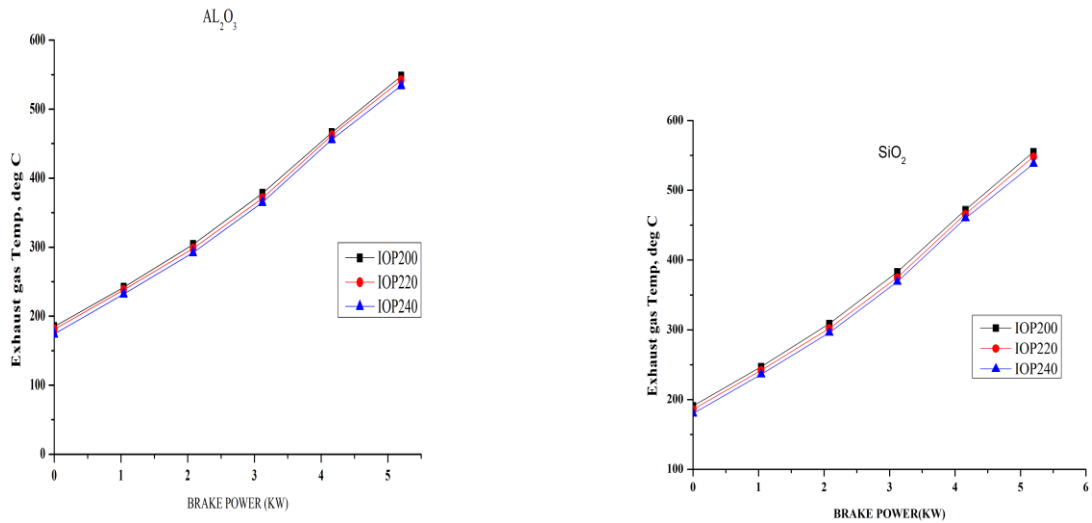 AL₂O₃
600
500
400
300
200
100
0
Exhaust gas Temp, deg C
IOP200
IOP220
IOP240
0 1 2 3 4 5
BRAKE POWER (KW)
600
500
400
300
200
100
Exhaust gas Temp, deg C
SiO₂
IOP200
IOP220
IOP240
0 1 2 3 4 5 6
BRAKE POWER(KW)